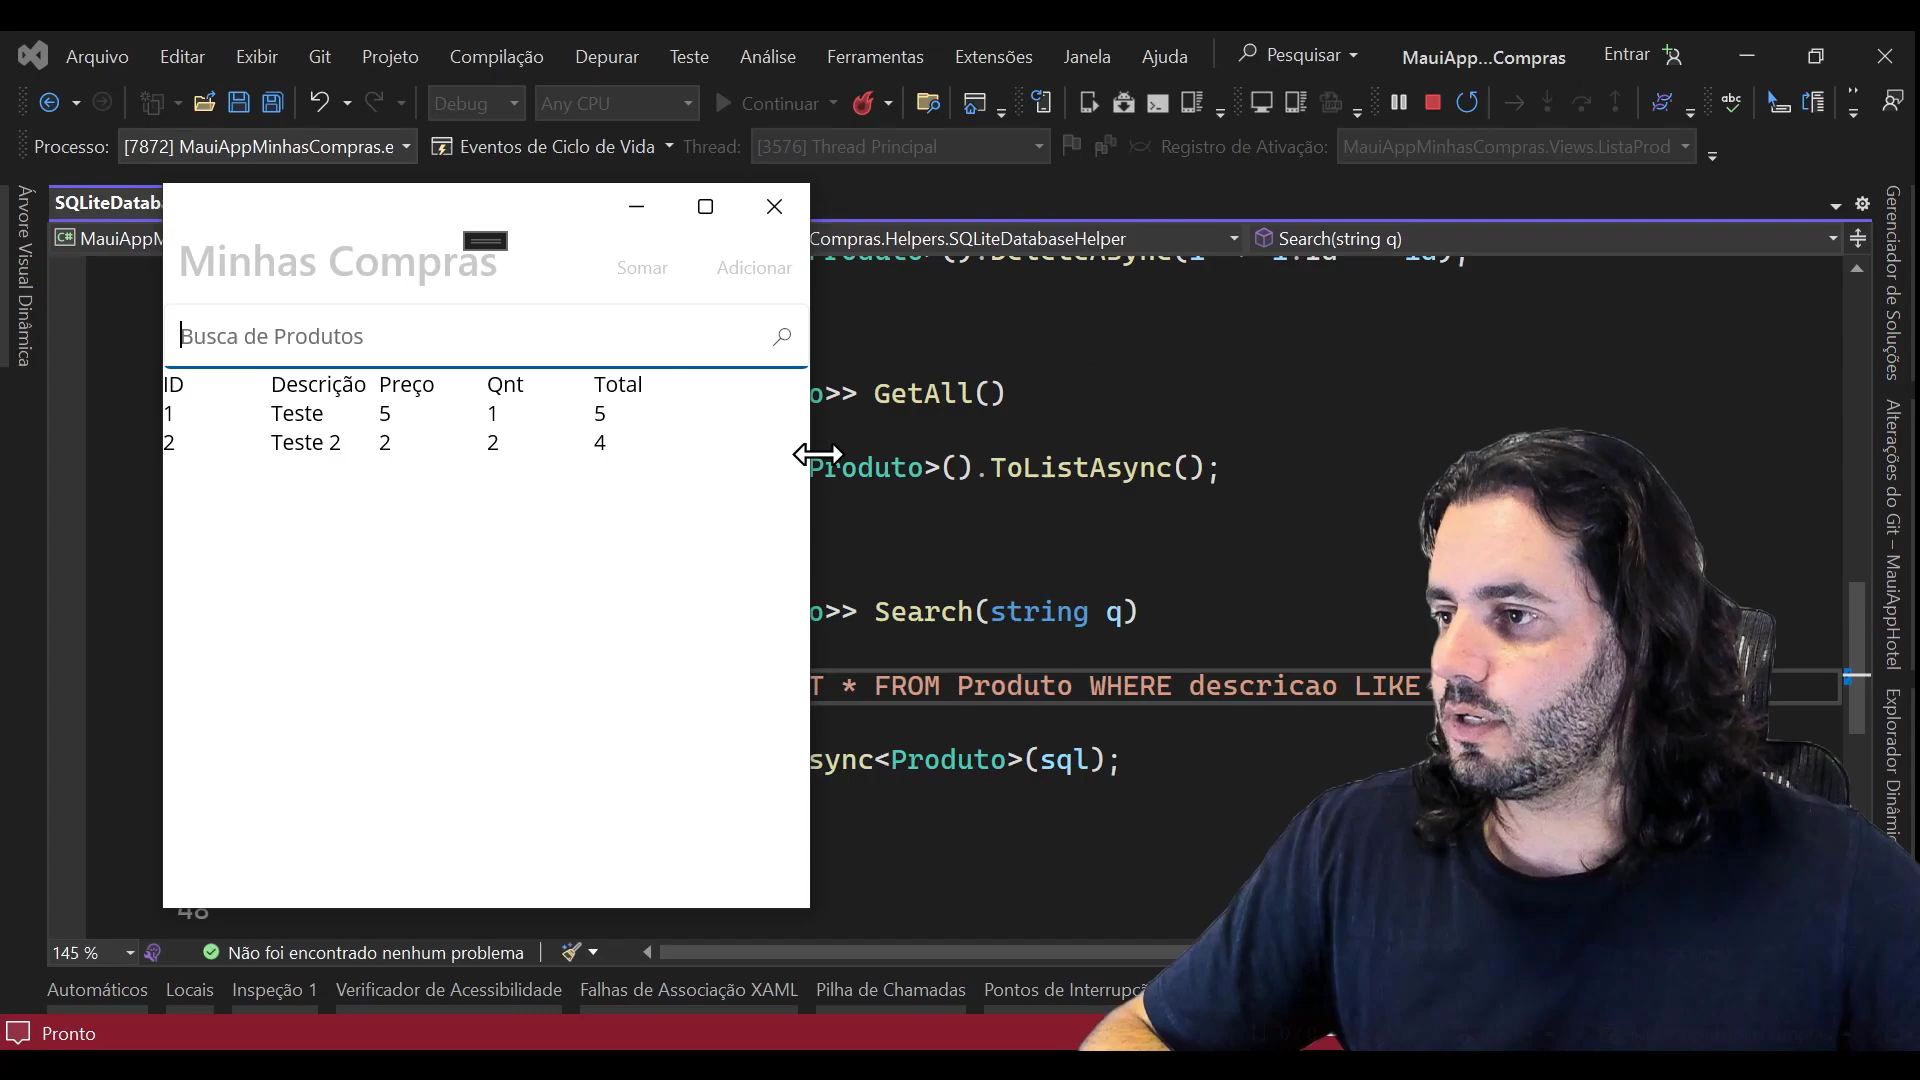 Arquivo Editar Exibir Git Projeto Compilação Depurar Teste Análise Ferramentas Extensões Janela Ajuda Pesquisar MauiApp...Compras Entrar
Debug Any CPU Continuar abc
Processo: [7872] MauiAppMinhasCompras.e Eventos de Ciclo de Vida Thread: [3576] Thread Principal Registro de Ativação: MauiAppMinhasCompras.Views.ListaProd
Árvore Visual Dinâmica
SQLiteDatab
C# MauiAppM Compras.Helpers.SQLiteDatabaseHelper Search(string q)
Minhas Compras Somar Adicionar
Busca de Produtos
ID Descrição Preço Qnt Total
1 Teste 5 1 5
2 Teste 2 2 2 4
o>> GetAll()
Produto>().ToListAsync();
o>> Search(string q)
T * FROM Produto WHERE descricao LIKE
sync<Produto>(sql);
48
Gerenciador de Soluções
Alterações do Git – MauiAppHotel
Explorador Dinâmic
145 % Não foi encontrado nenhum problema
Automáticos Locais Inspeção 1 Verificador de Acessibilidade Falhas de Associação XAML Pilha de Chamadas Pontos de Interrupç
Pronto